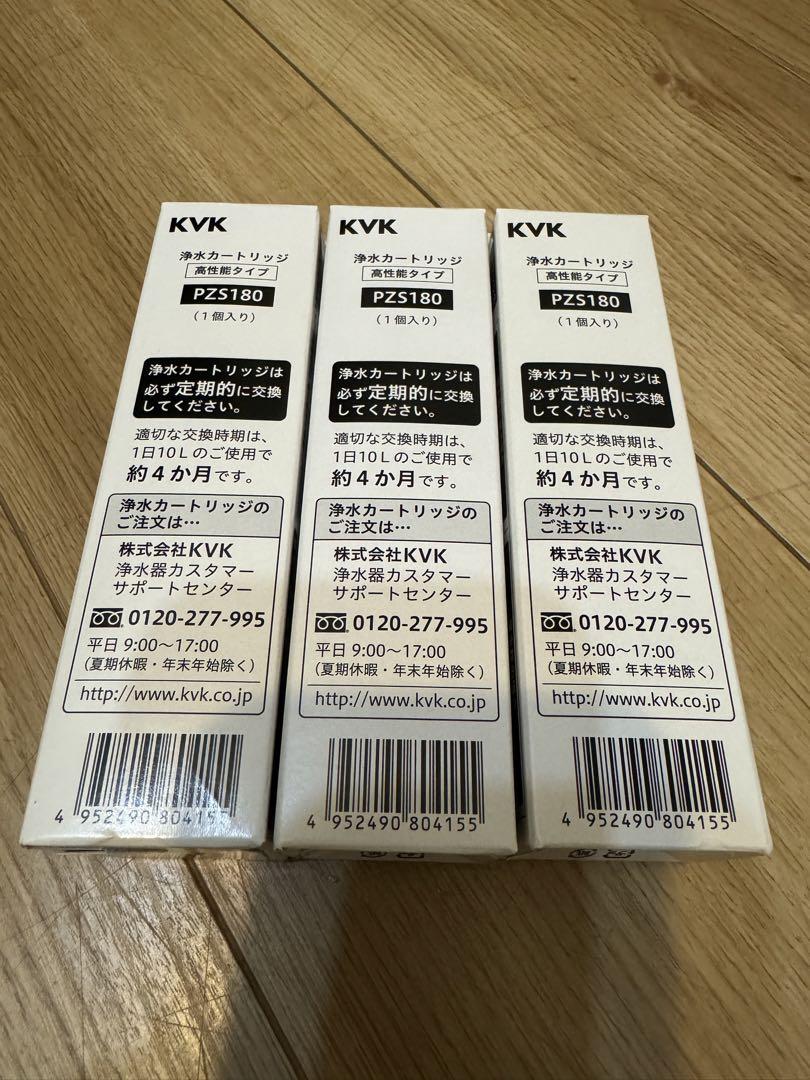 KVK
浄水カートリッジ
高性能タイプ
PZS180
(1個入り)
浄水カートリッジは
必ず定期的に交換
してください。
適切な交換時期は、
1日10Lのご使用で
約4か月です。
浄水カートリッジの
ご注文は…
株式会社KVK
浄水器カスタマー
サポートセンター
0120-277-995
平日 9:00〜17:00
(夏期休暇・年末年始除く)
http://www.kvk.co.jp
4 952490 804155
KVK
浄水カートリッジ
高性能タイプ
PZS180
(1個入り)
浄水カートリッジは
必ず定期的に交換
してください。
適切な交換時期は、
1日10Lのご使用で
約4か月です。
浄水カートリッジの
ご注文は…
株式会社KVK
浄水器カスタマー
サポートセンター
0120-277-995
平日 9:00〜17:00
(夏期休暇・年末年始除く)
http://www.kvk.co.jp
4 952490 804155
KVK
浄水カートリッジ
高性能タイプ
PZS180
(1個入り)
浄水カートリッジは
必ず定期的に交換
してください。
適切な交換時期は、
1日10Lのご使用で
約4か月です。
浄水カートリッジの
ご注文は…
株式会社KVK
浄水器カスタマー
サポートセンター
0120-277-995
平日 9:00〜17:00
(夏期休暇・年末年始除く)
http://www.kvk.co.jp
4 952490 804155